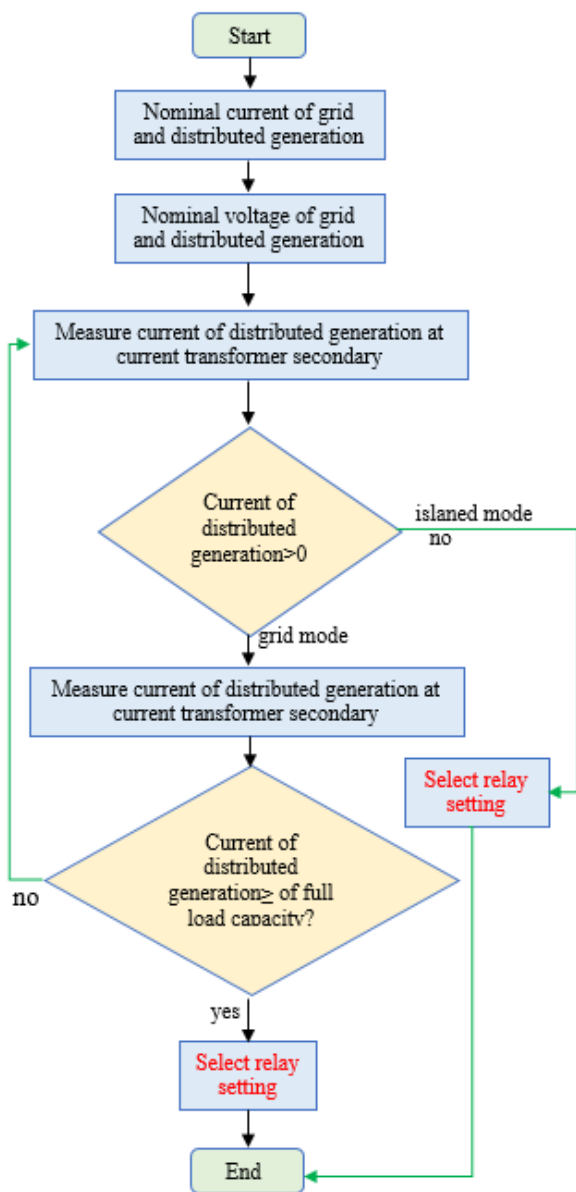 Start
Nominal current of grid
and distributed generation
Nominal voltage of grid
and distributed generation
Measure current of distributed generation at
current transformer secondary
Current of
distributed
generation>0
islaned mode
no
grid mode
Measure current of distributed generation at
current transformer secondary
Select relay
setting
Current of
distributed
generation≥ of full
load capacity?
no
yes
Select relay
setting
End